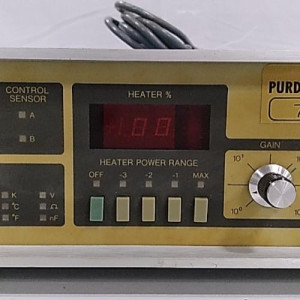 CONTROL
SENSOR
A
B
HEATER %
-100
PURD
HEATER POWER RANGE
OFF -3 -2 -1 MAX
GAIN
K V
°C Ω
°F nF